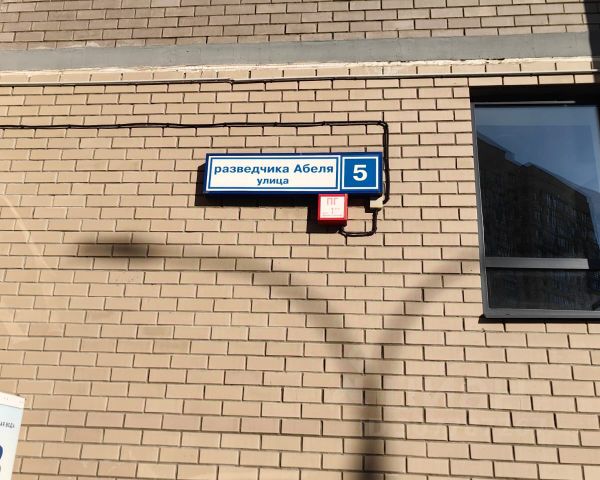 разведчика Абеля
улица
5
ПГ